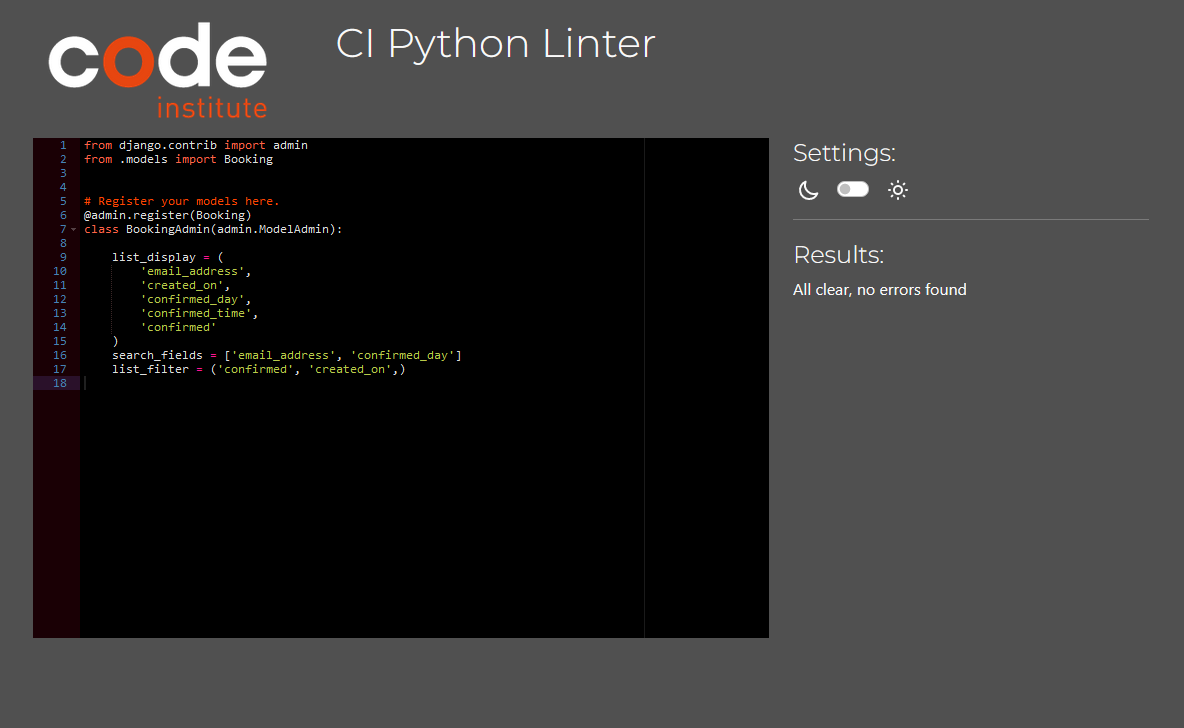 code
institute
CI Python Linter
1 from django.contrib import admin
2 from .models import Booking
3
4
5 # Register your models here.
6 @admin.register(Booking)
7 class BookingAdmin(admin.ModelAdmin):
8
9     list_display = (
10         'email_address',
11         'created_on',
12         'confirmed_day',
13         'confirmed_time',
14         'confirmed'
15     )
16     search_fields = ['email_address', 'confirmed_day']
17     list_filter = ('confirmed', 'created_on',)
18
Settings:
Results:
All clear, no errors found